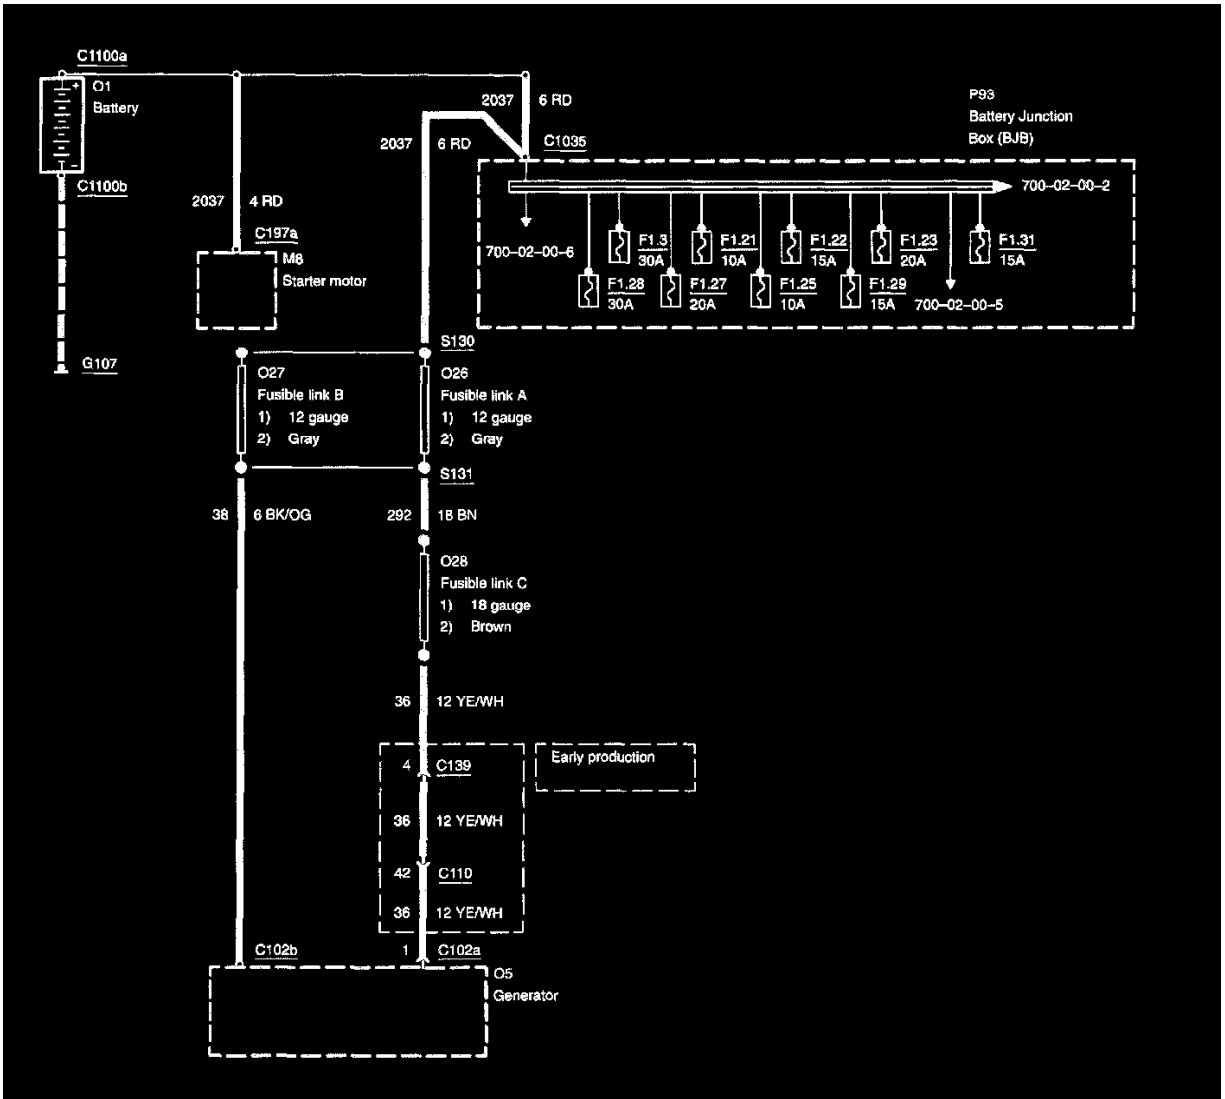 C1100a
O1
Battery
+
-
C1100b
G107
2037 4 RD
C197a
M8
Starter motor
2037 6 RD
2037 6 RD
C1035
P93
Battery Junction
Box (BJB)
700-02-00-2
700-02-00-6
F1.3
30A
F1.21
10A
F1.22
15A
F1.23
20A
F1.31
15A
F1.28
30A
F1.27
20A
F1.25
10A
F1.29
15A
700-02-00-5
S130
O27
Fusible link B
1) 12 gauge
2) Gray
O26
Fusible link A
1) 12 gauge
2) Gray
S131
38 6 BK/OG
292 18 BN
O28
Fusible link C
1) 18 gauge
2) Brown
36 12 YE/WH
4 C139
Early production
36 12 YE/WH
42 C110
36 12 YE/WH
C102b
1 C102a
O5
Generator